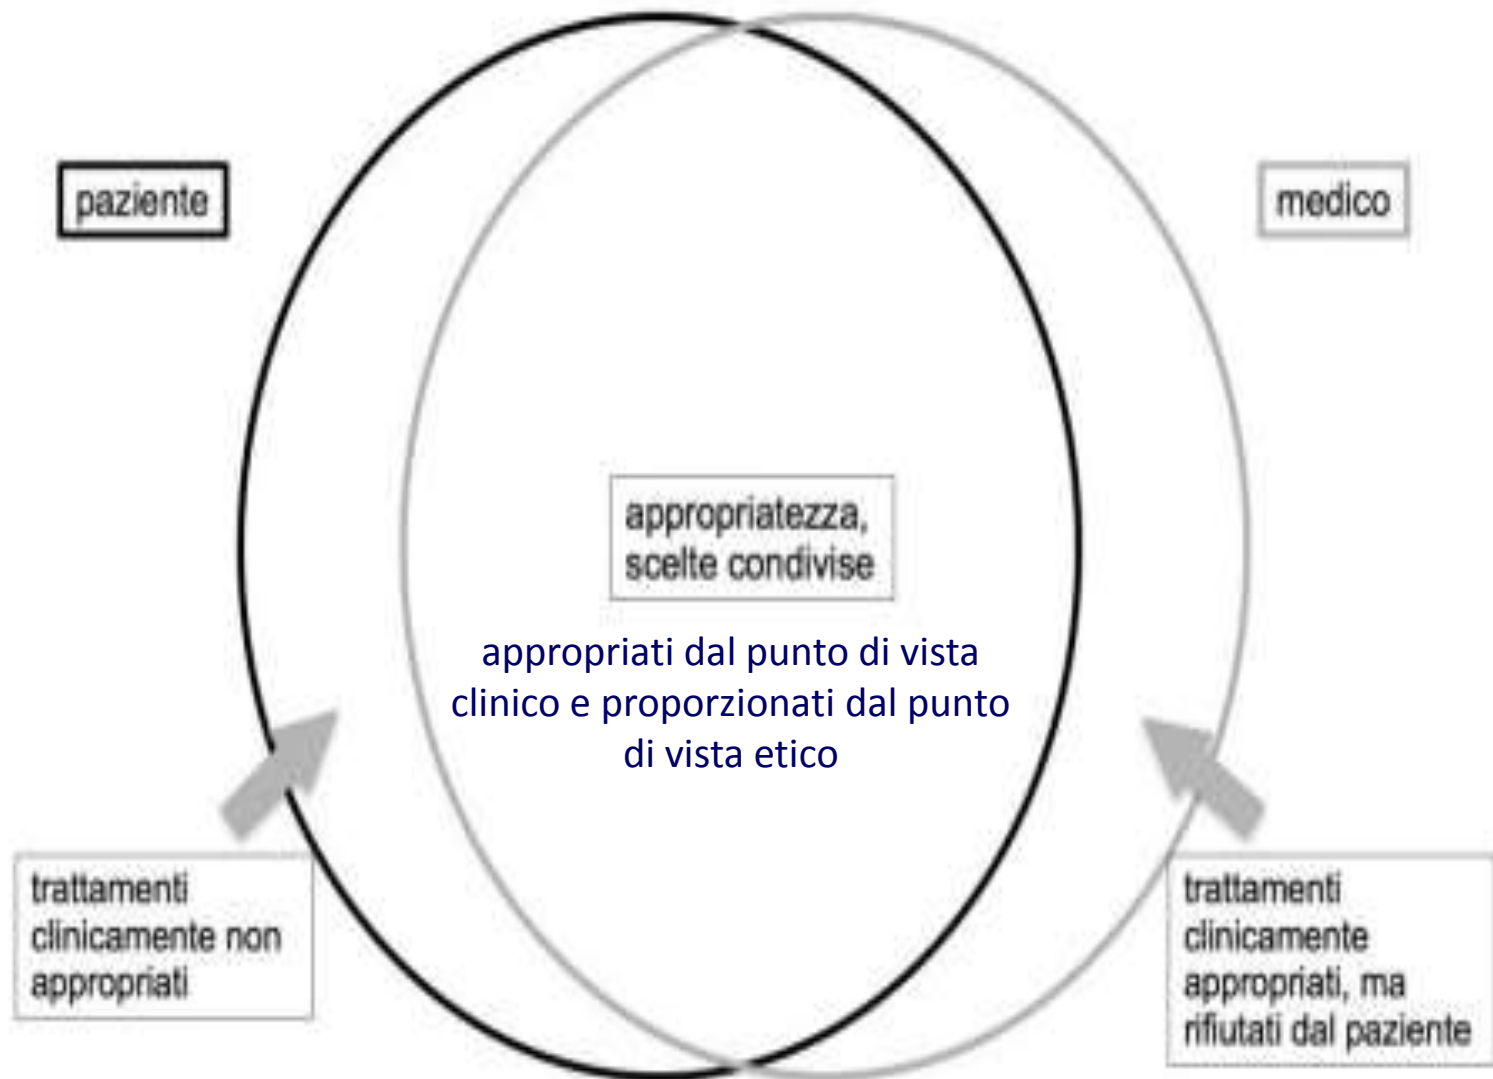 paziente
medico
appropriatezza,
scelte condivise
appropriati dal punto di vista
clinico e proporzionati dal punto
di vista etico
trattamenti
clinicamente non
appropriati
trattamenti
clinicamente
appropriati, ma
rifiutati dal paziente